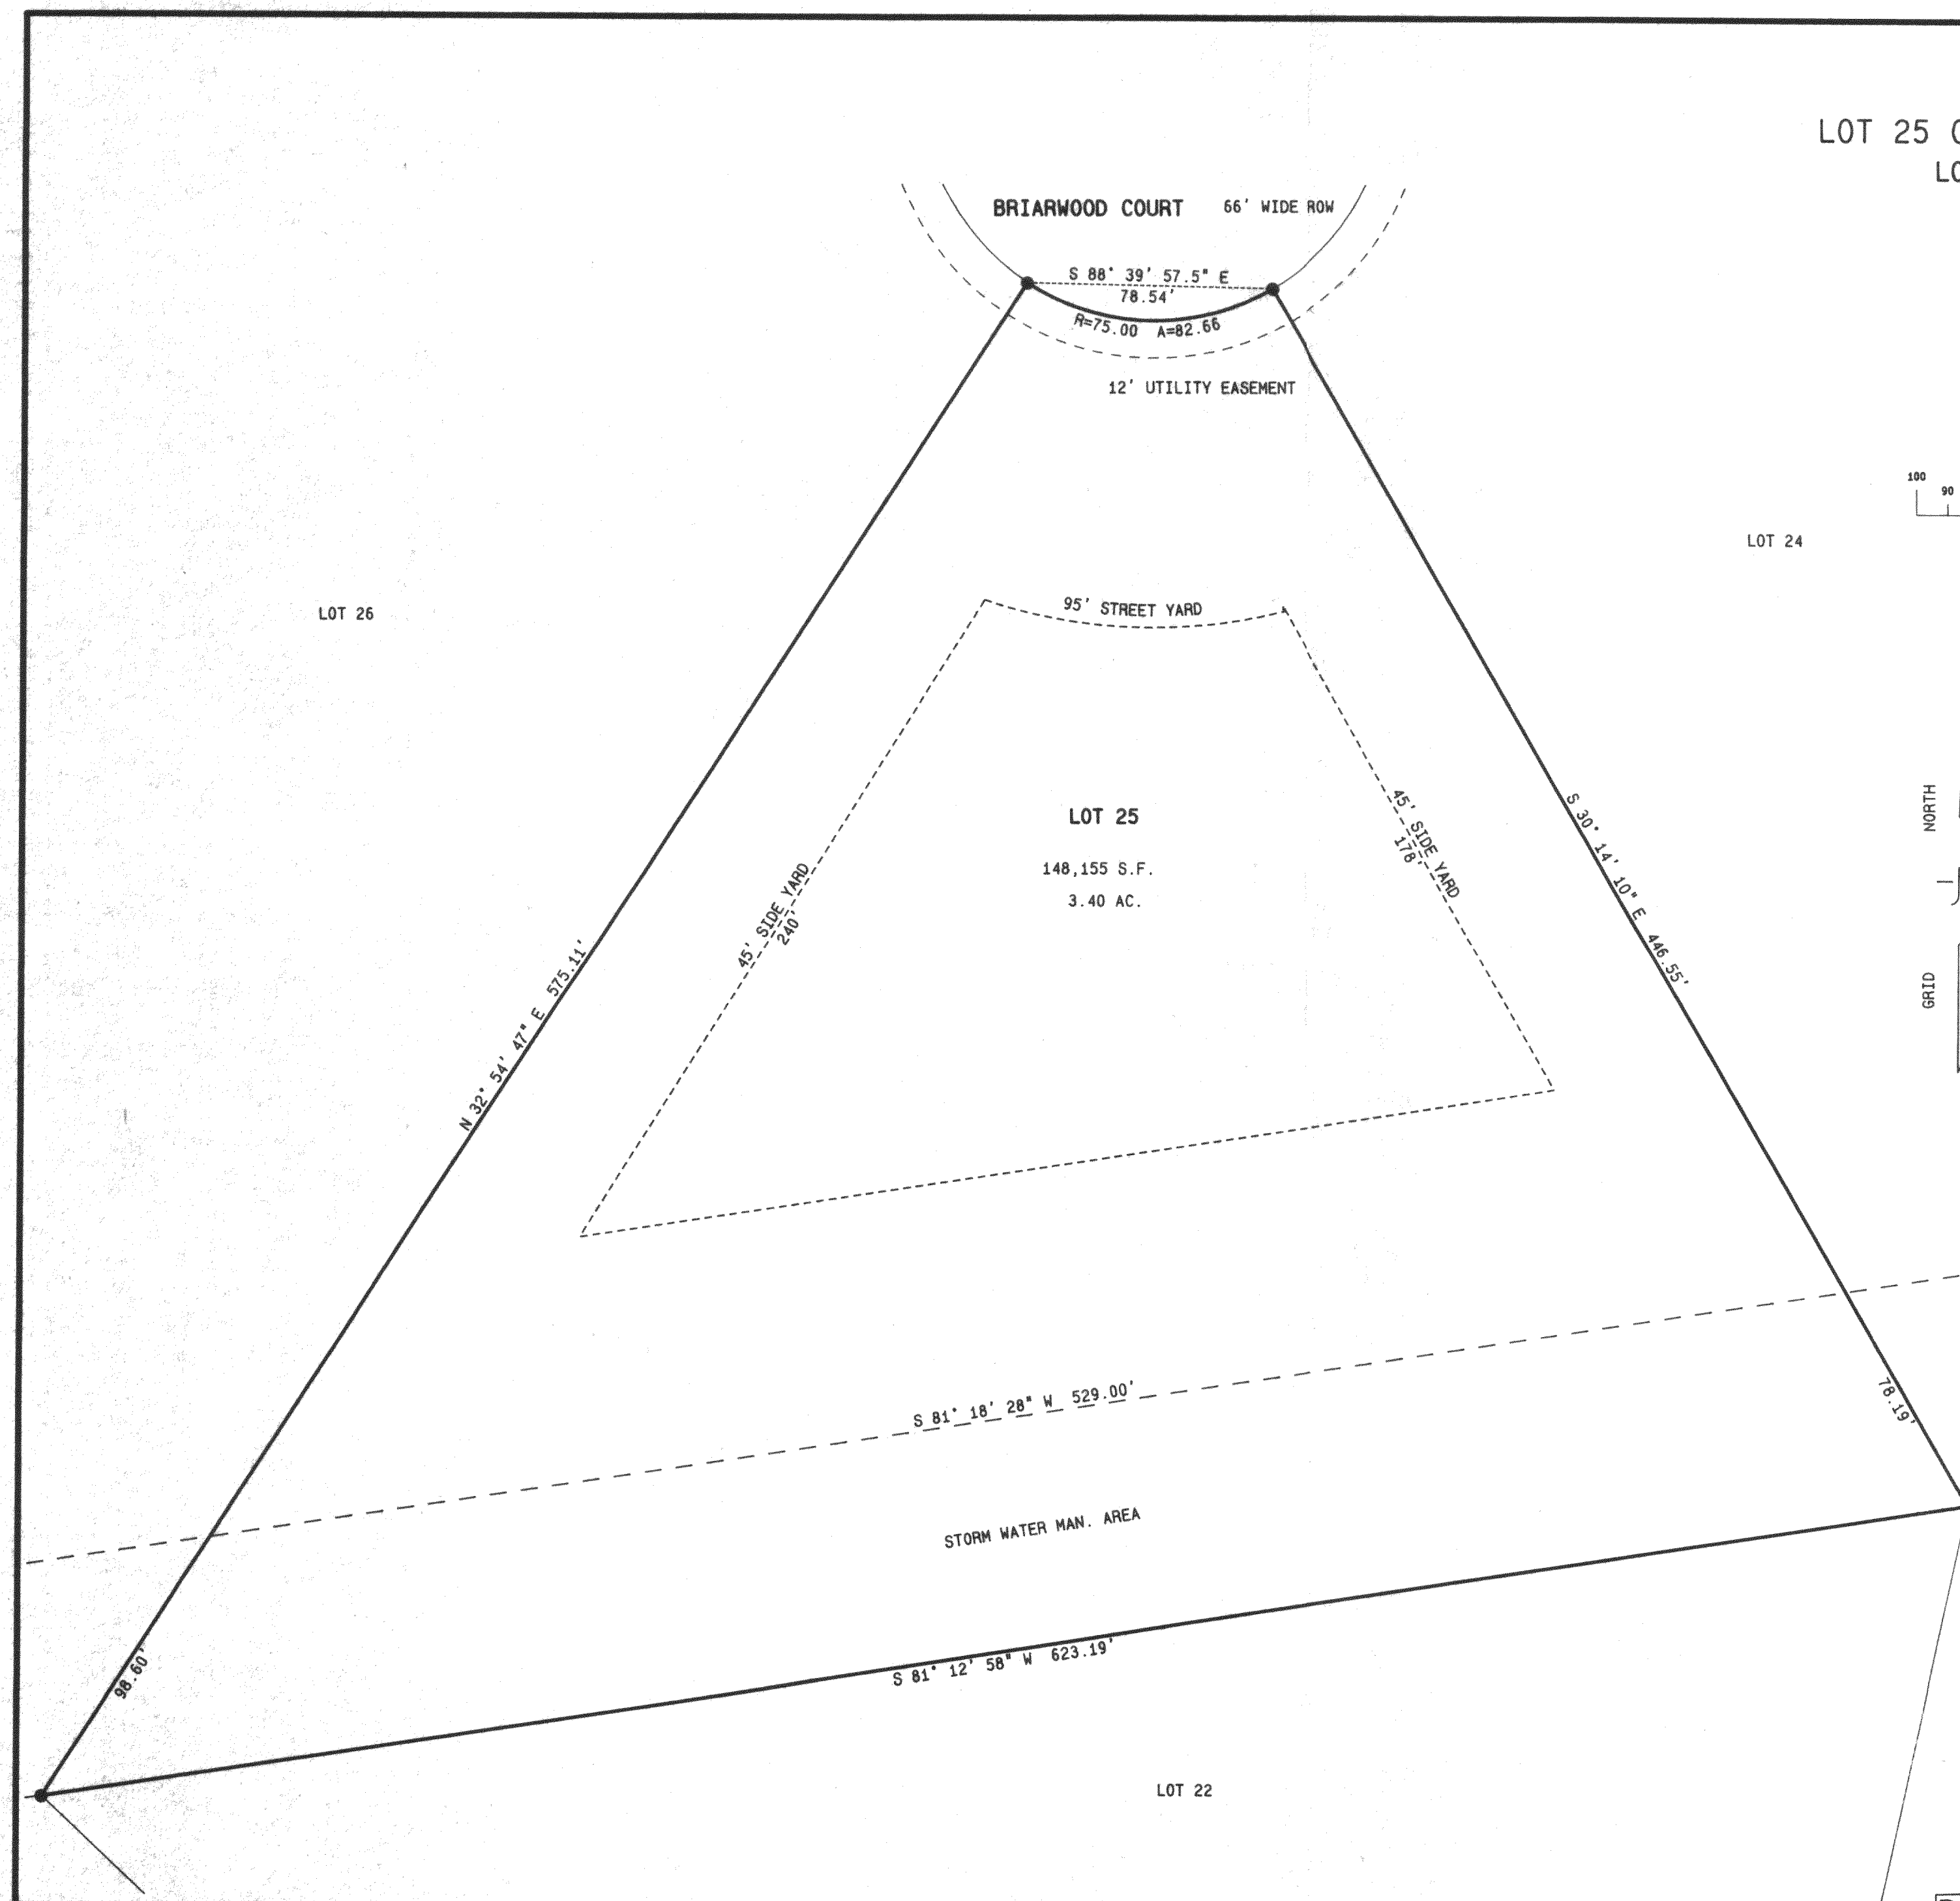 LOT 25
BRIARWOOD COURT 66' WIDE ROW
S 88° 39' 57.5" E
78.54'
R=75.00 A=82.66
12' UTILITY EASEMENT
100
90
LOT 24
LOT 26
95' STREET YARD
LOT 25
148,155 S.F.
3.40 AC.
45' SIDE YARD
240'
45' SIDE YARD
178'
S 30° 14' 10" E 446.55'
N 32° 54' 47" E 575.11'
NORTH
GRID
S 81° 18' 28" W 529.00'
78.19'
STORM WATER MAN. AREA
98.60'
S 81° 12' 58" W 623.19'
LOT 22